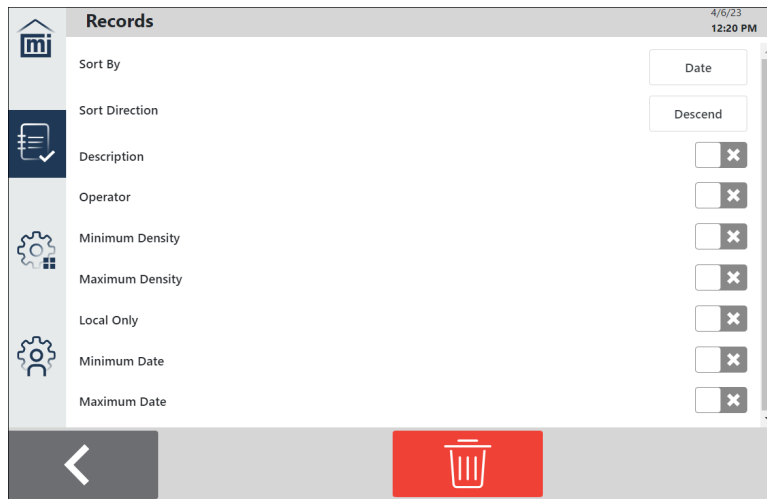 mi
Records
4/6/23
12:20 PM
Sort By
Date
Sort Direction
Descend
Description
Operator
Minimum Density
Maximum Density
Local Only
Minimum Date
Maximum Date